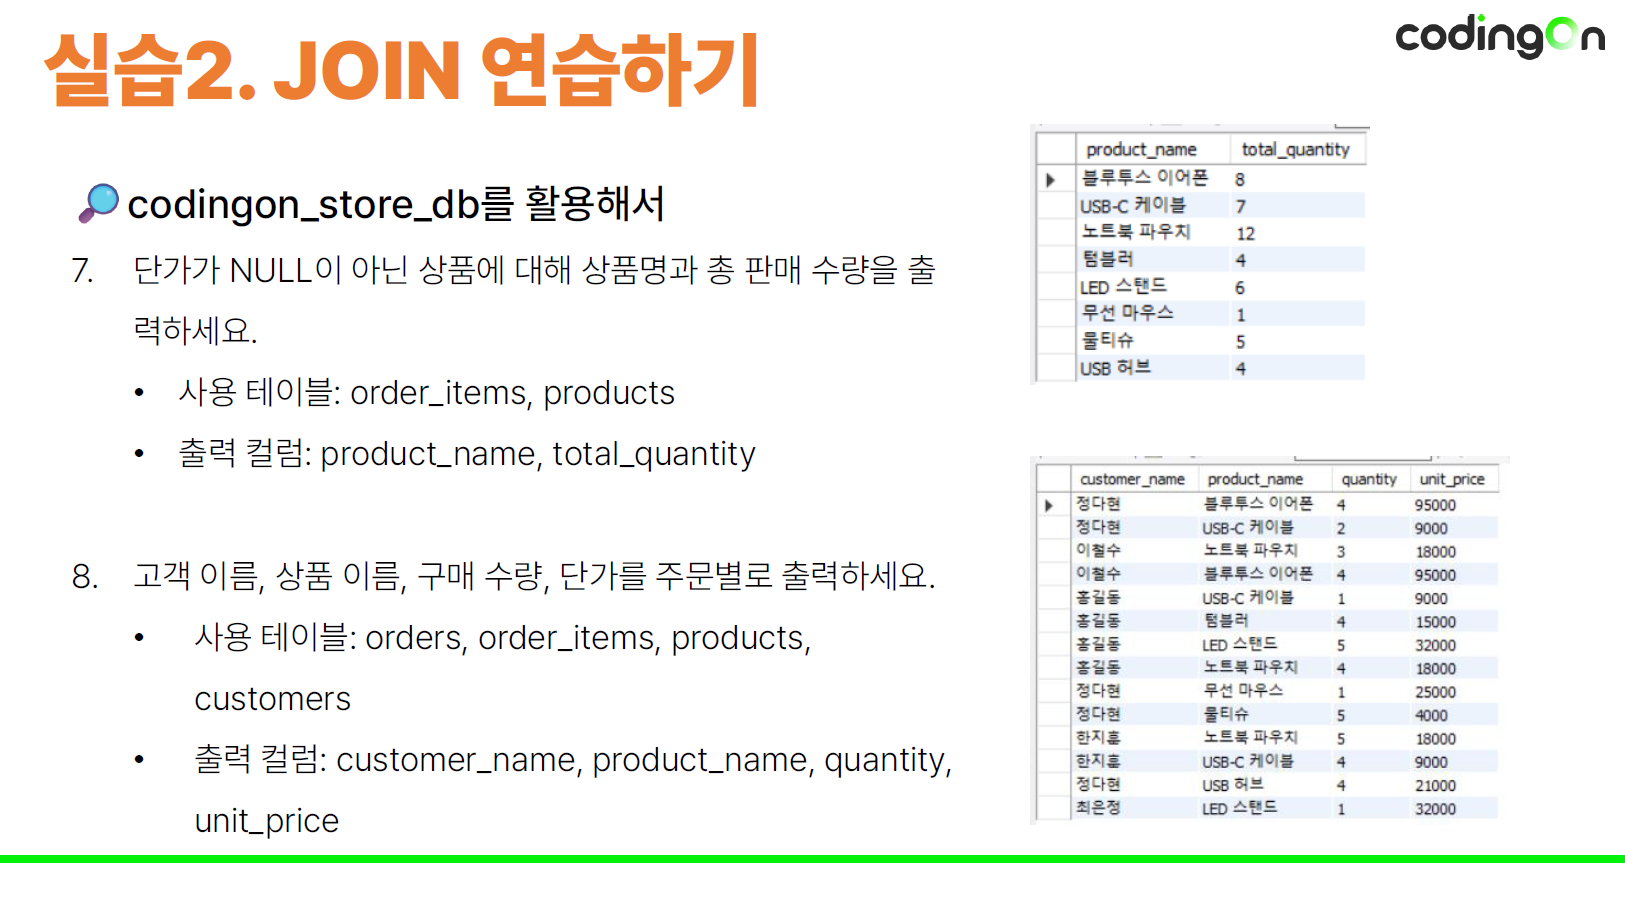 실습2. JOIN 연습하기
codingOn
codingon_store_db를 활용해서
7. 단가가 NULL이 아닌 상품에 대해 상품명과 총 판매 수량을 출
력하세요.
• 사용 테이블: order_items, products
• 출력 컬럼: product_name, total_quantity
8. 고객 이름, 상품 이름, 구매 수량, 단가를 주문별로 출력하세요.
• 사용 테이블: orders, order_items, products,
customers
• 출력 컬럼: customer_name, product_name, quantity,
unit_price
product_name total_quantity
블루투스 이어폰 8
USB-C 케이블 7
노트북 파우치 12
텀블러 4
LED 스탠드 6
무선 마우스 1
물티슈 5
USB 허브 4
customer_name product_name quantity unit_price
정다현 블루투스 이어폰 4 95000
정다현 USB-C 케이블 2 9000
이철수 노트북 파우치 3 18000
이철수 블루투스 이어폰 4 95000
홍길동 USB-C 케이블 1 9000
홍길동 텀블러 4 15000
홍길동 LED 스탠드 5 32000
홍길동 노트북 파우치 4 18000
정다현 무선 마우스 1 25000
정다현 물티슈 5 4000
한지훈 노트북 파우치 5 18000
한지훈 USB-C 케이블 4 9000
정다현 USB 허브 4 21000
최은정 LED 스탠드 1 32000